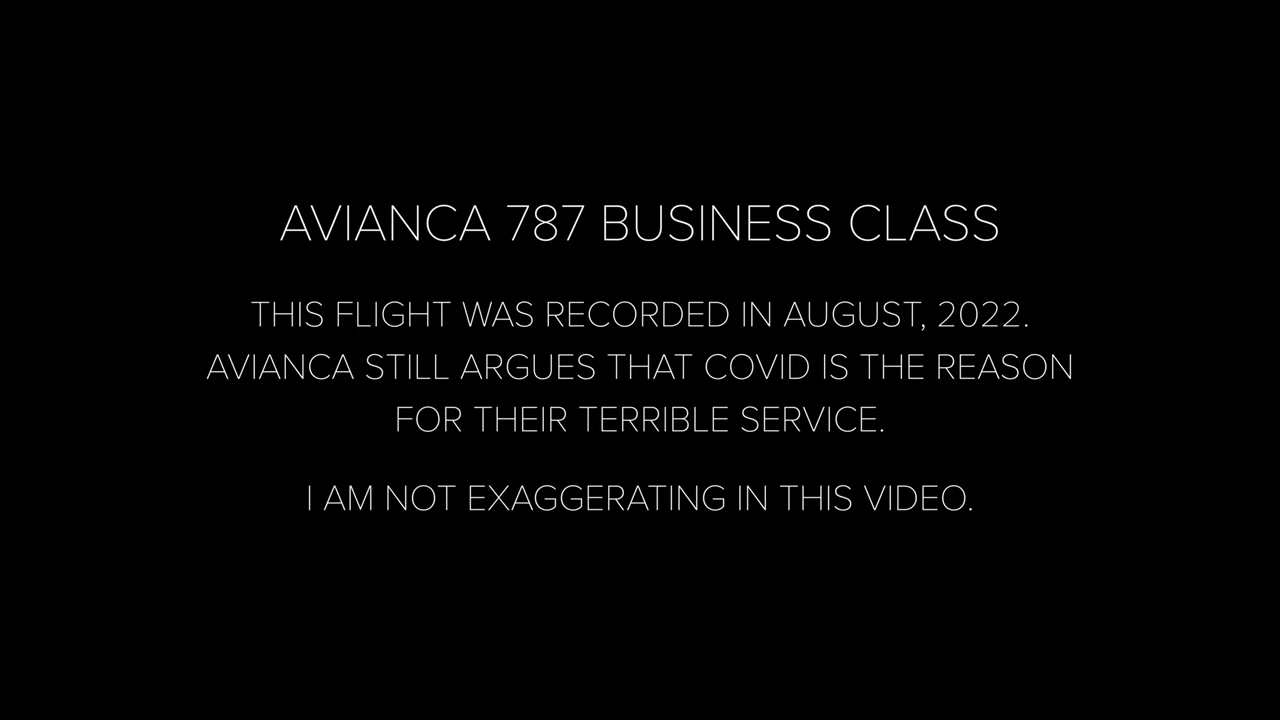 AVIANCA 787 BUSINESS CLASS
THIS FLIGHT WAS RECORDED IN AUGUST, 2022.
AVIANCA STILL ARGUES THAT COVID IS THE REASON
FOR THEIR TERRIBLE SERVICE.
I AM NOT EXAGGERATING IN THIS VIDEO.